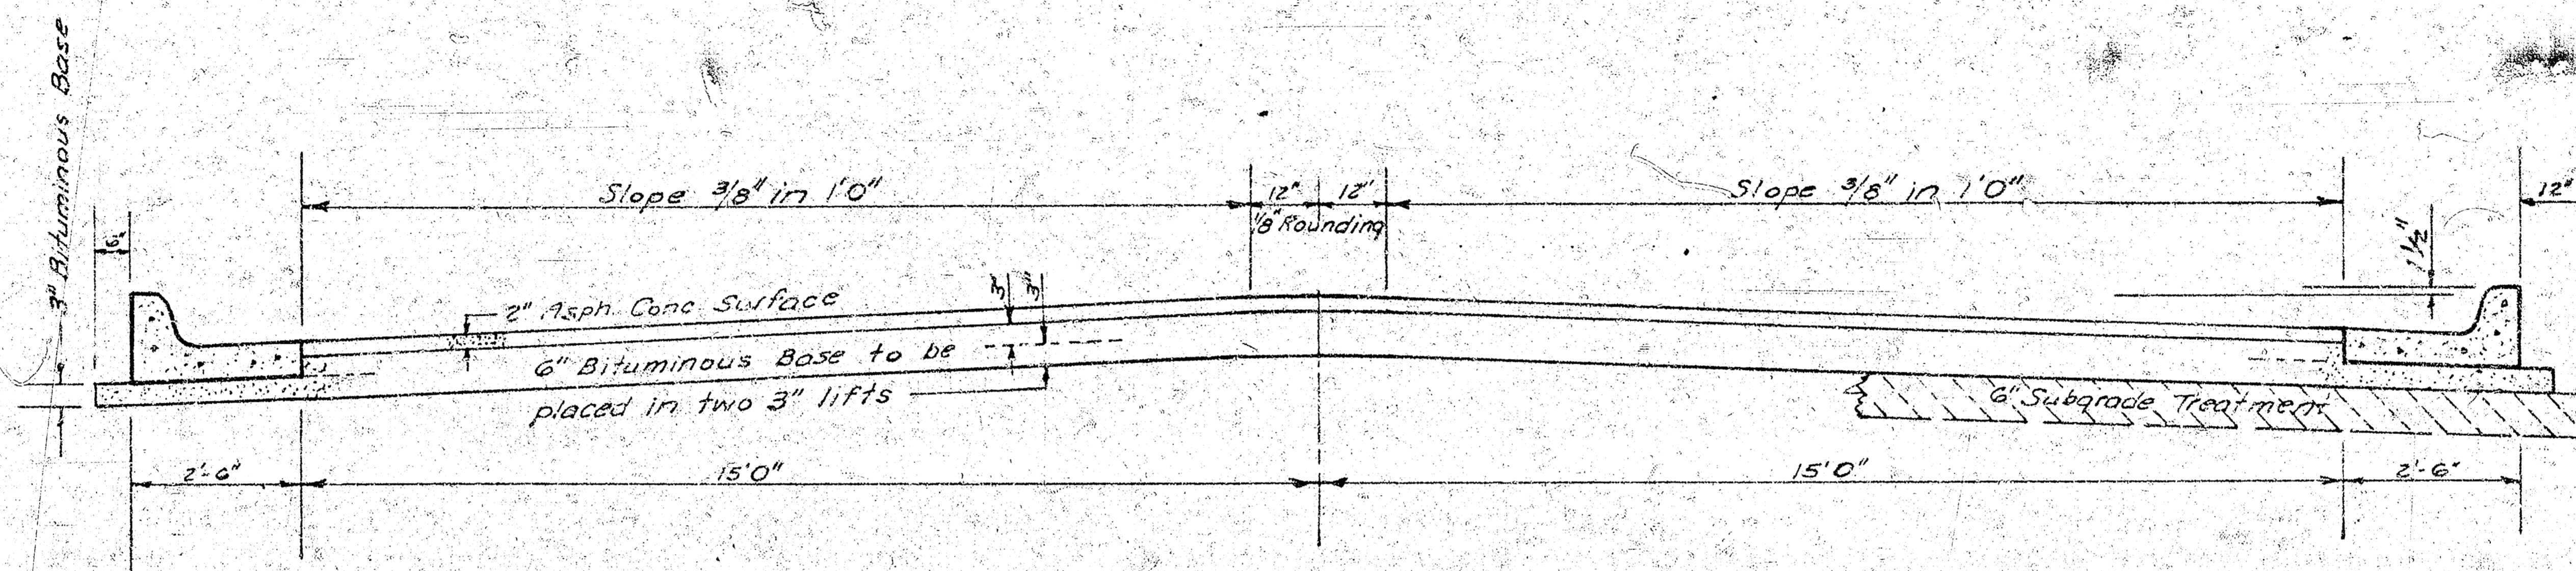 3" Bituminous Base
Slope 3/8" in 1'0"
12" 12"
1/8" Rounding
Slope 3/8" in 1'0"
12"
6"
1 1/2"
2" Asph. Conc Surface
3" 3"
6" Bituminous Base to be
placed in two 3" lifts
6" Subgrade Treatment
2'-6"
15'0"
15'0"
2'-6"